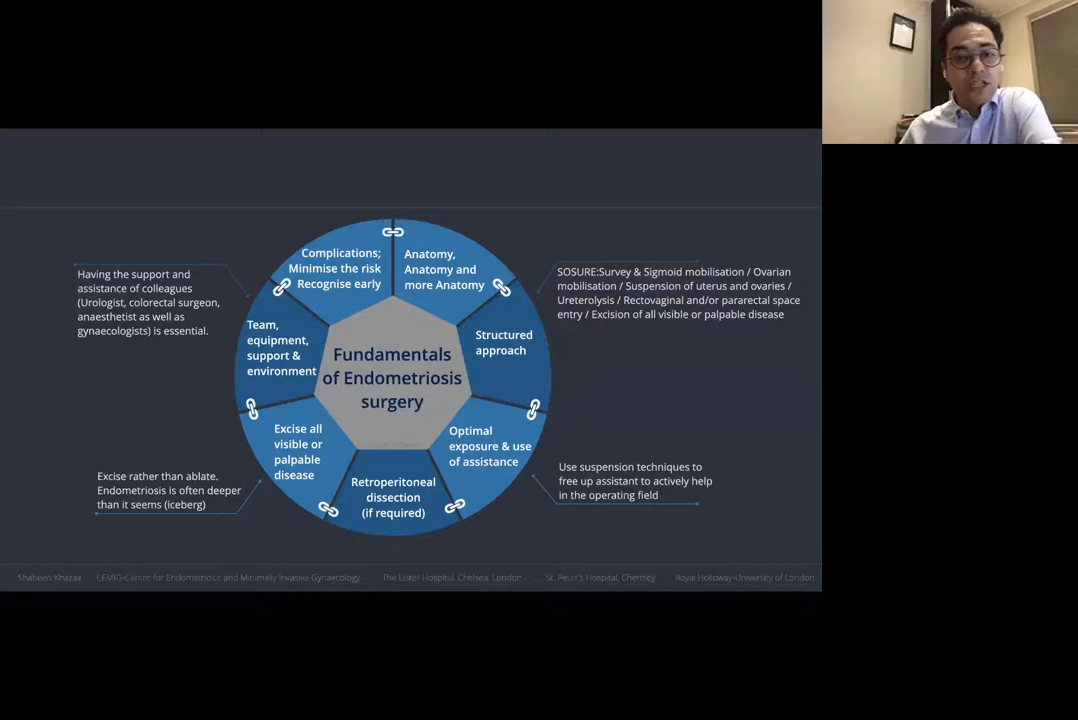 Complications;
Minimise the risk
Recognise early
Anatomy,
Anatomy and
more Anatomy
Having the support and
assistance of colleagues
(Urologist, colorectal surgeon,
anaesthetist as well as
gynaecologists) is essential.
SOSURE:Survey & Sigmoid mobilisation / Ovarian
mobilisation / Suspension of uterus and ovaries /
Ureterolysis / Rectovaginal and/or pararectal space
entry / Excision of all visible or palpable disease
Team,
equipment,
support &
environment
Structured
approach
Fundamentals
of Endometriosis
surgery
Excise all
visible or
palpable
disease
Optimal
exposure & use
of assistance
Retroperitoneal
dissection
(if required)
Excise rather than ablate.
Endometriosis is often deeper
than it seems (iceberg)
Use suspension techniques to
free up assistant to actively help
in the operating field
Shaheen Khazali CEMIG-Centre for Endometriosis and Minimally Invasive Gynaecology The Lister Hospital, Chelsea, London St. Peter's Hospital, Chertsey Royal Holloway-University of London